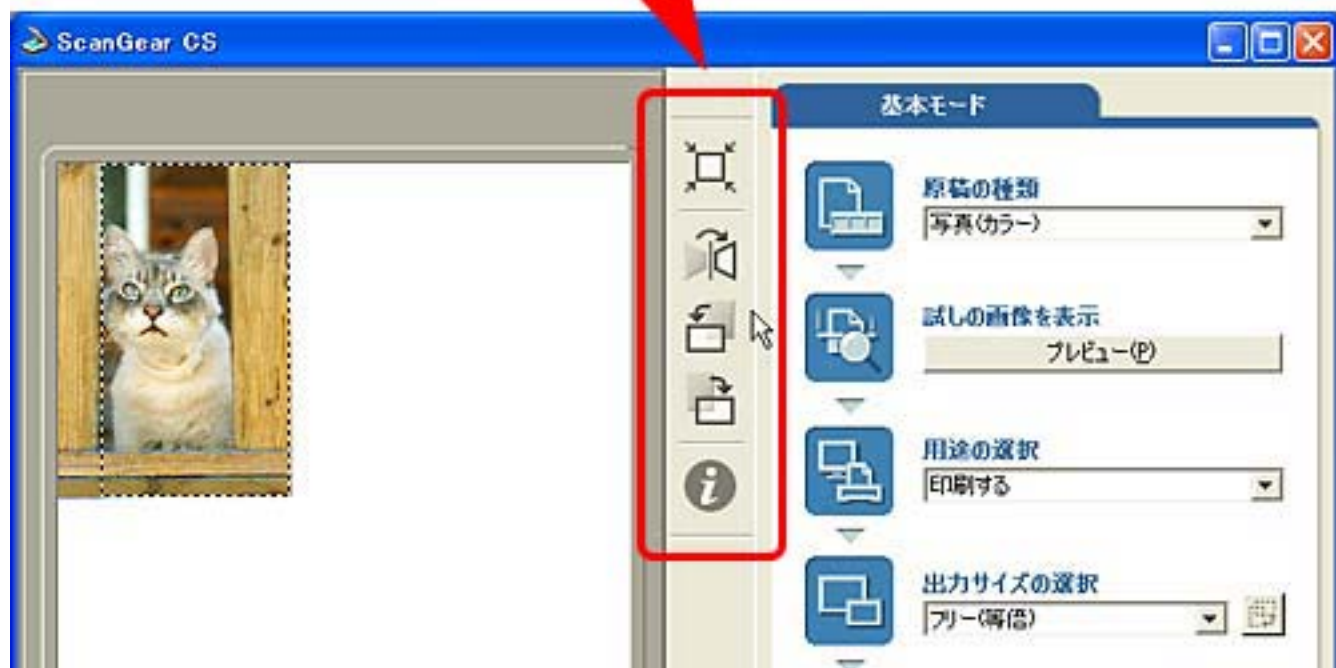 ScanGear CS
基本モード
原稿の種類
写真(カラー)
試しの画像を表示
プレビュー(P)
用途の選択
印刷する
出力サイズの選択
フリー(等倍)